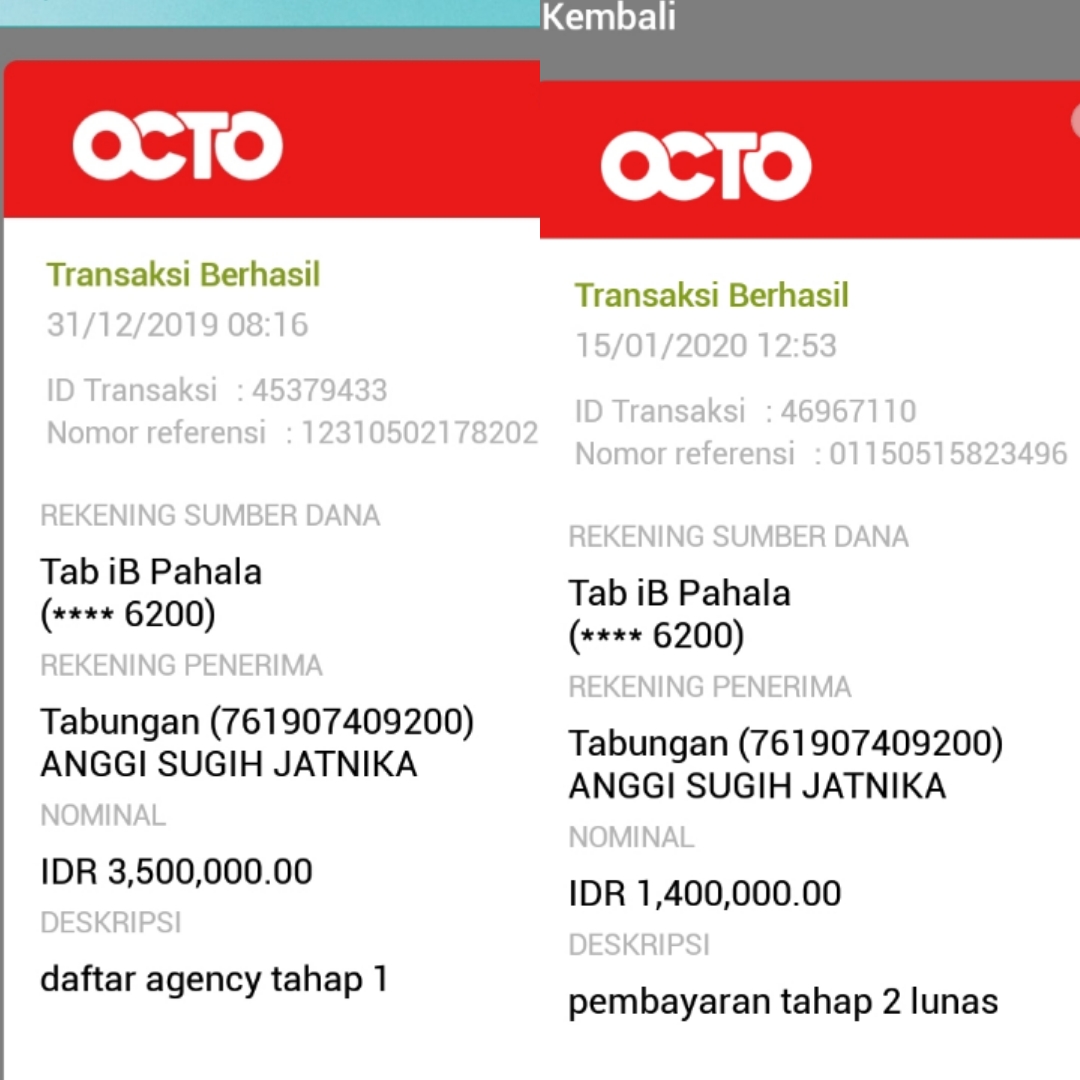 OCTO
Transaksi Berhasil
31/12/2019 08:16
ID Transaksi : 45379433
Nomor referensi : 12310502178202
REKENING SUMBER DANA
Tab iB Pahala
(**** 6200)
REKENING PENERIMA
Tabungan (761907409200)
ANGGI SUGIH JATNIKA
NOMINAL
IDR 3,500,000.00
DESKRIPSI
daftar agency tahap 1
Kembali
OCTO
Transaksi Berhasil
15/01/2020 12:53
ID Transaksi : 46967110
Nomor referensi : 01150515823496
REKENING SUMBER DANA
Tab iB Pahala
(**** 6200)
REKENING PENERIMA
Tabungan (761907409200)
ANGGI SUGIH JATNIKA
NOMINAL
IDR 1,400,000.00
DESKRIPSI
pembayaran tahap 2 lunas